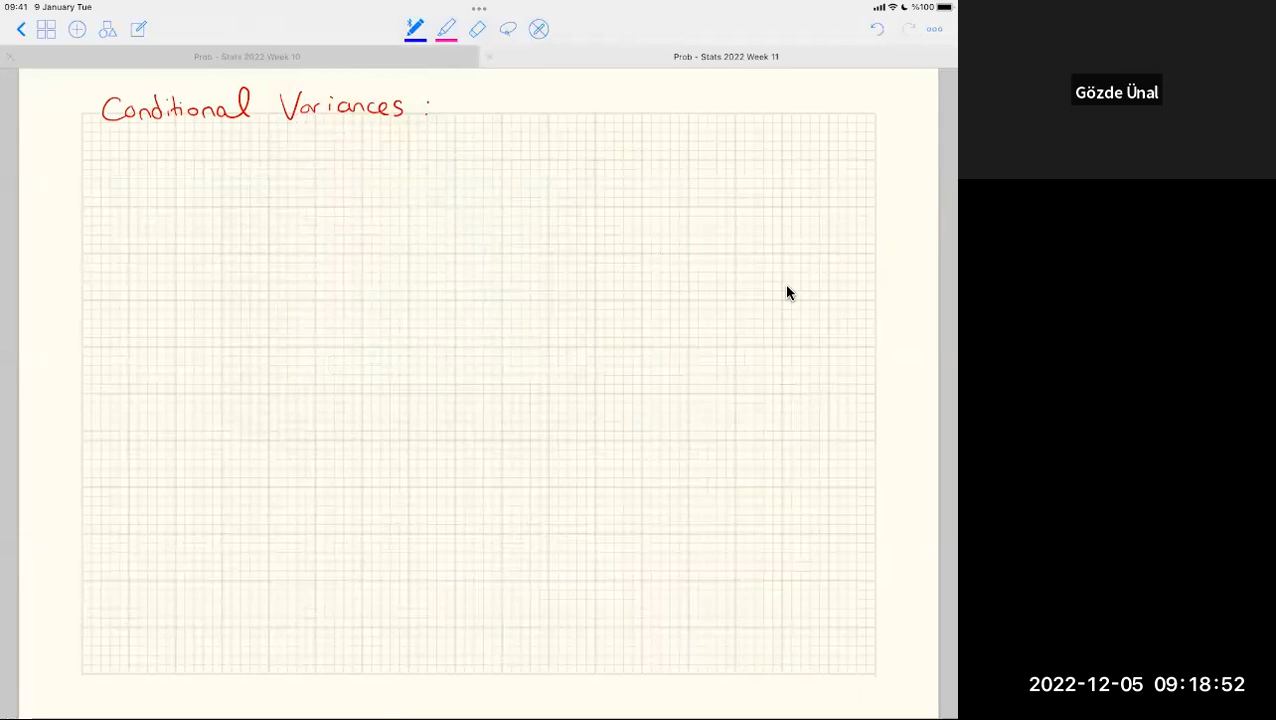 09:41 9 January Tue
%100
Prob - Stats 2022 Week 10
Prob - Stats 2022 Week 11
Conditional Variances :
Gözde Ünal
2022-12-05 09:18:52